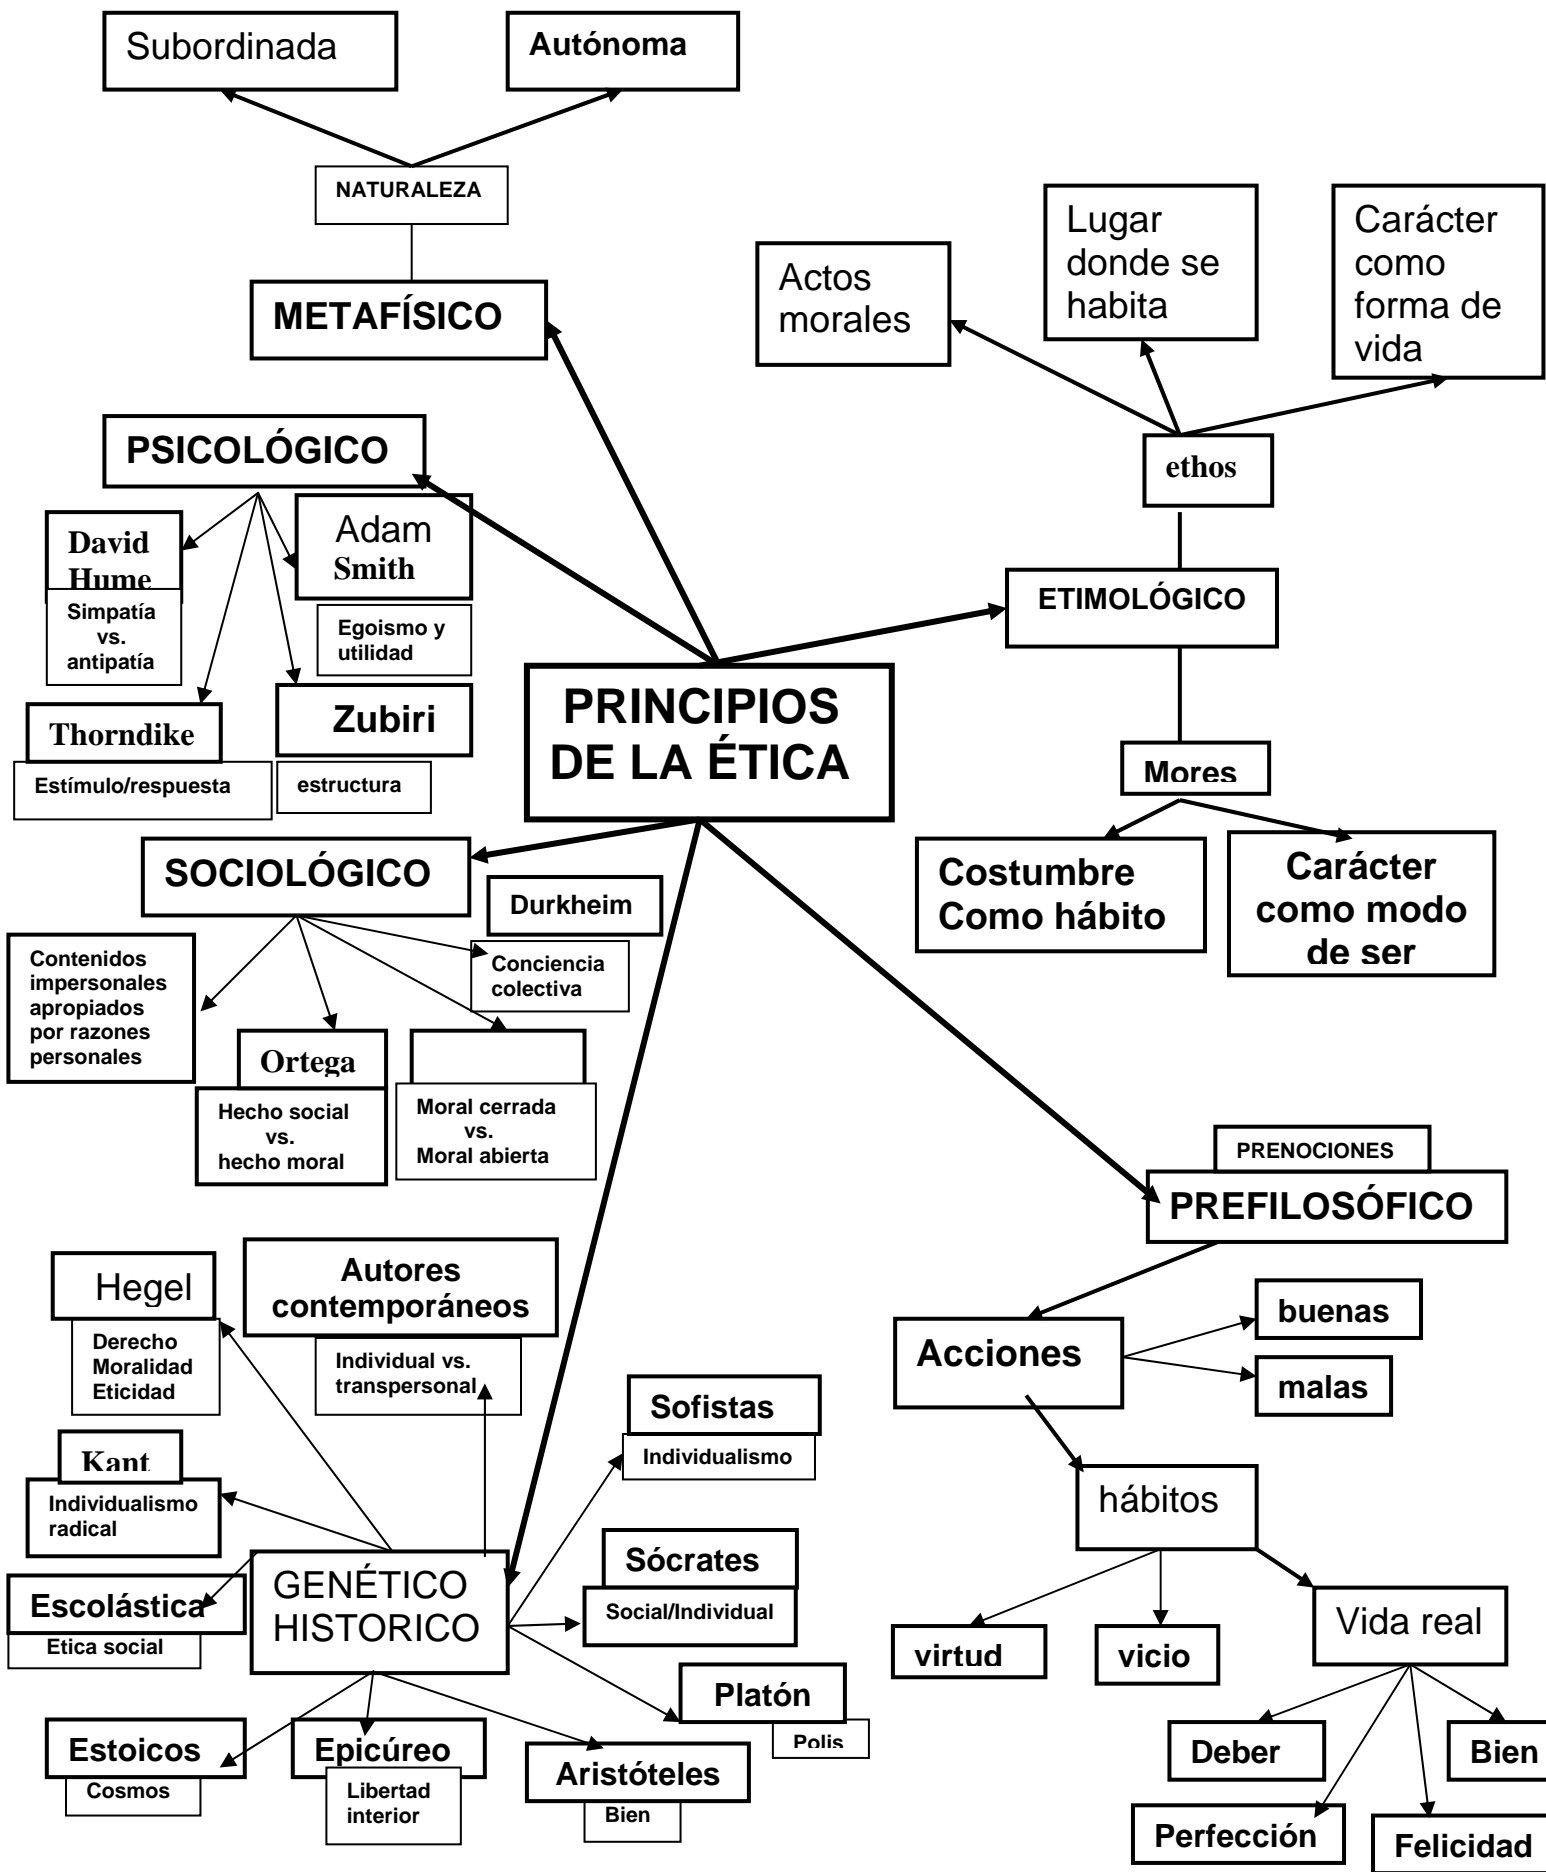 Subordinada
Autónoma
NATURALEZA
METAFÍSICO
Actos
morales
Lugar
donde se
habita
Carácter
como
forma de
vida
ethos
PSICOLÓGICO
David
Hume
Simpatía
vs.
antipatía
Adam
Smith
Egoismo y
utilidad
Thorndike
Estímulo/respuesta
Zubiri
estructura
ETIMOLÓGICO
PRINCIPIOS
DE LA ÉTICA
Mores
Costumbre
Como hábito
Carácter
como modo
de ser
SOCIOLÓGICO
Durkheim
Conciencia
colectiva
Contenidos
impersonales
apropiados
por razones
personales
Ortega
Hecho social
vs.
hecho moral
Moral cerrada
vs.
Moral abierta
PRENOCIONES
PREFILOSÓFICO
Acciones
buenas
malas
hábitos
virtud
vicio
Vida real
Deber
Bien
Perfección
Felicidad
Hegel
Derecho
Moralidad
Eticidad
Autores
contemporáneos
Individual vs.
transpersonal
Sofistas
Individualismo
Kant
Individualismo
radical
GENÉTICO
HISTORICO
Sócrates
Social/Individual
Escolástica
Etica social
Platón
Polis
Estoicos
Cosmos
Epicúreo
Libertad
interior
Aristóteles
Bien